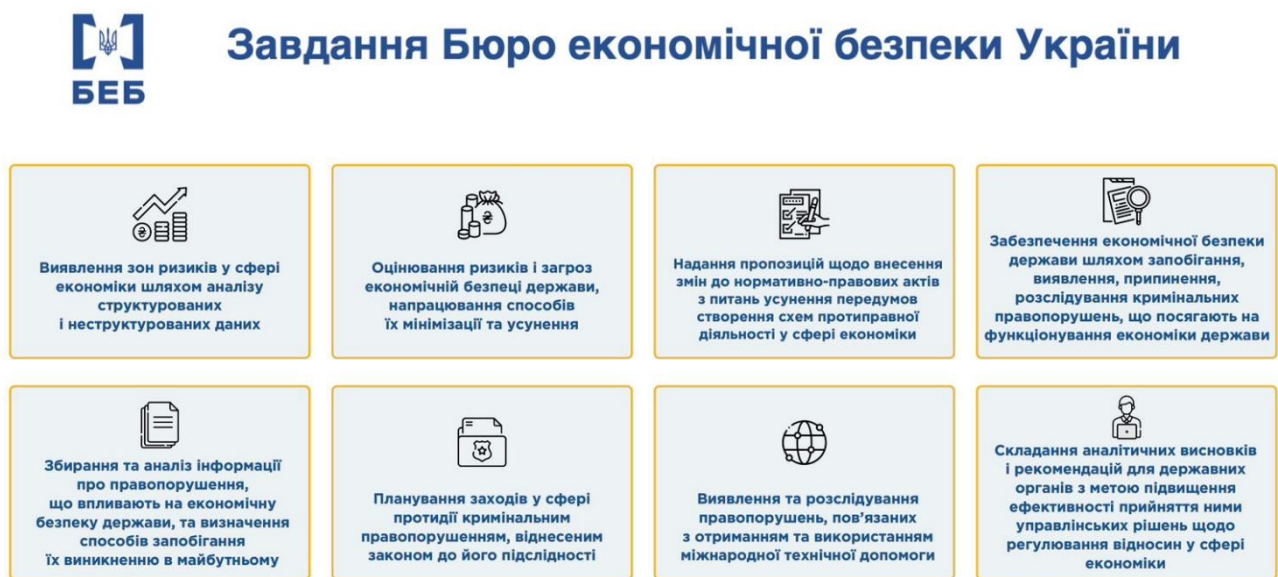 БЕБ
Завдання Бюро економічної безпеки України
Виявлення зон ризиків у сфері
економіки шляхом аналізу
структурованих
і неструктурованих даних
Оцінювання ризиків і загроз
економічній безпеці держави,
напрацювання способів
їх мінімізації та усунення
Надання пропозицій щодо внесення
змін до нормативно-правових актів
з питань усунення передумов
створення схем протиправної
діяльності у сфері економіки
Забезпечення економічної безпеки
держави шляхом запобігання,
виявлення, припинення,
розслідування кримінальних
правопорушень, що посягають на
функціонування економіки держави
Збирання та аналіз інформації
про правопорушення,
що впливають на економічну
безпеку держави, та визначення
способів запобігання
їх виникненню в майбутньому
Планування заходів у сфері
протидії кримінальним
правопорушенням, віднесеним
законом до його підслідності
Виявлення та розслідування
правопорушень, пов’язаних
з отриманням та використанням
міжнародної технічної допомоги
Складання аналітичних висновків
і рекомендацій для державних
органів з метою підвищення
ефективності прийняття ними
управлінських рішень щодо
регулювання відносин у сфері
економіки